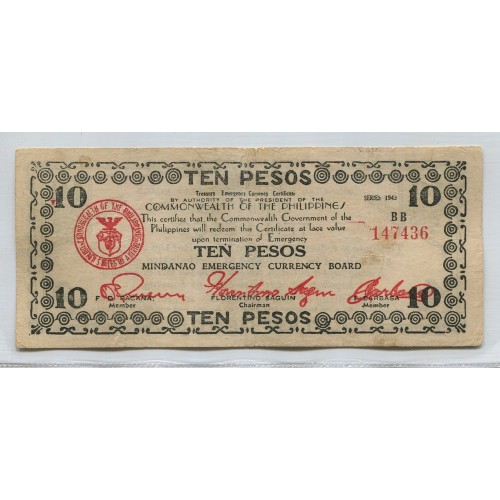 TEN PESOS
10
10
Treasury Emergency Currency Certificate
BY AUTHORITY OF THE PRESIDENT OF THE
COMMONWEALTH OF THE PHILIPPINES
SERIES 1943
This certifies that the Commonwealth Government of the
Philippines will redeem this Certificate at face value
upon termination of Emergency
BB
147436
TEN PESOS
MINDANAO EMERGENCY CURRENCY BOARD
10
10
F. D. PACANA
Member
FLORENTINO SAGUIN
Chairman
BARBASA
Member
TEN PESOS